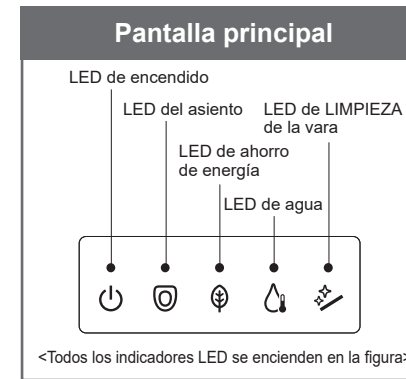 Pantalla principal
LED de encendido
LED del asiento
LED de LIMPIEZA
de la vara
LED de ahorro
de energía
LED de agua
<Todos los indicadores LED se encienden en la figura>